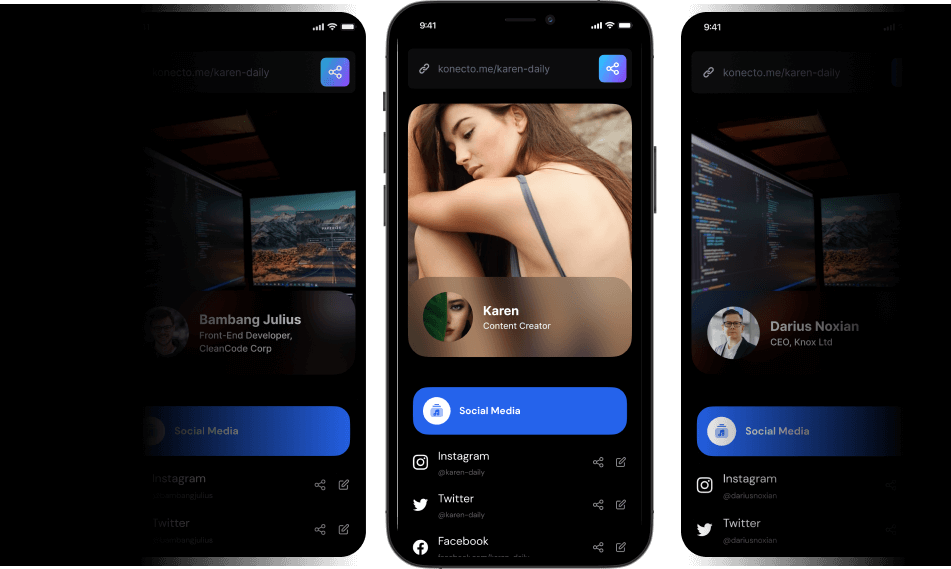 9:41
konecto.me/karen-daily
Bambang Julius
Front-End Developer,
CleanCode Corp
Social Media
Instagram
Twitter
9:41
konecto.me/karen-daily
Karen
Content Creator
Social Media
Instagram
@karen-daily
Twitter
@karen-daily
Facebook
facebook.com/karen-daily
9:41
konecto.me/karen-daily
Darius Noxian
CEO, Knox Ltd
Social Media
Instagram
@dariusnoxian
Twitter
@dariusnoxian